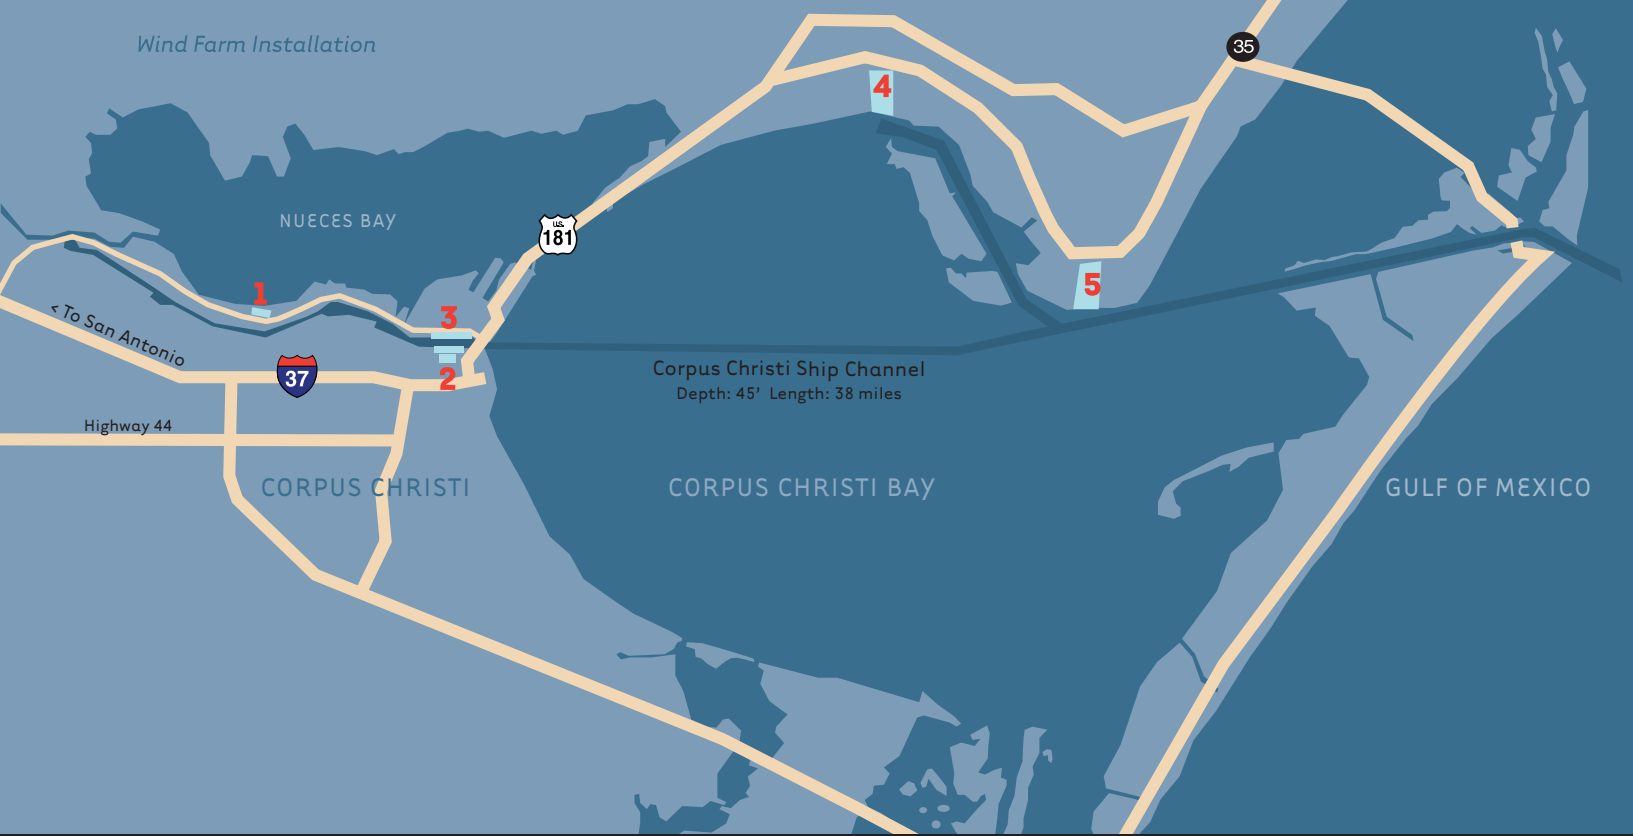 Wind Farm Installation
35
4
NUECES BAY
U.S.
181
5
1
3
< To San Antonio
Corpus Christi Ship Channel
37
2
Depth: 45’ Length: 38 miles
Highway 44
CORPUS CHRISTI
CORPUS CHRISTI BAY
GULF OF MEXICO